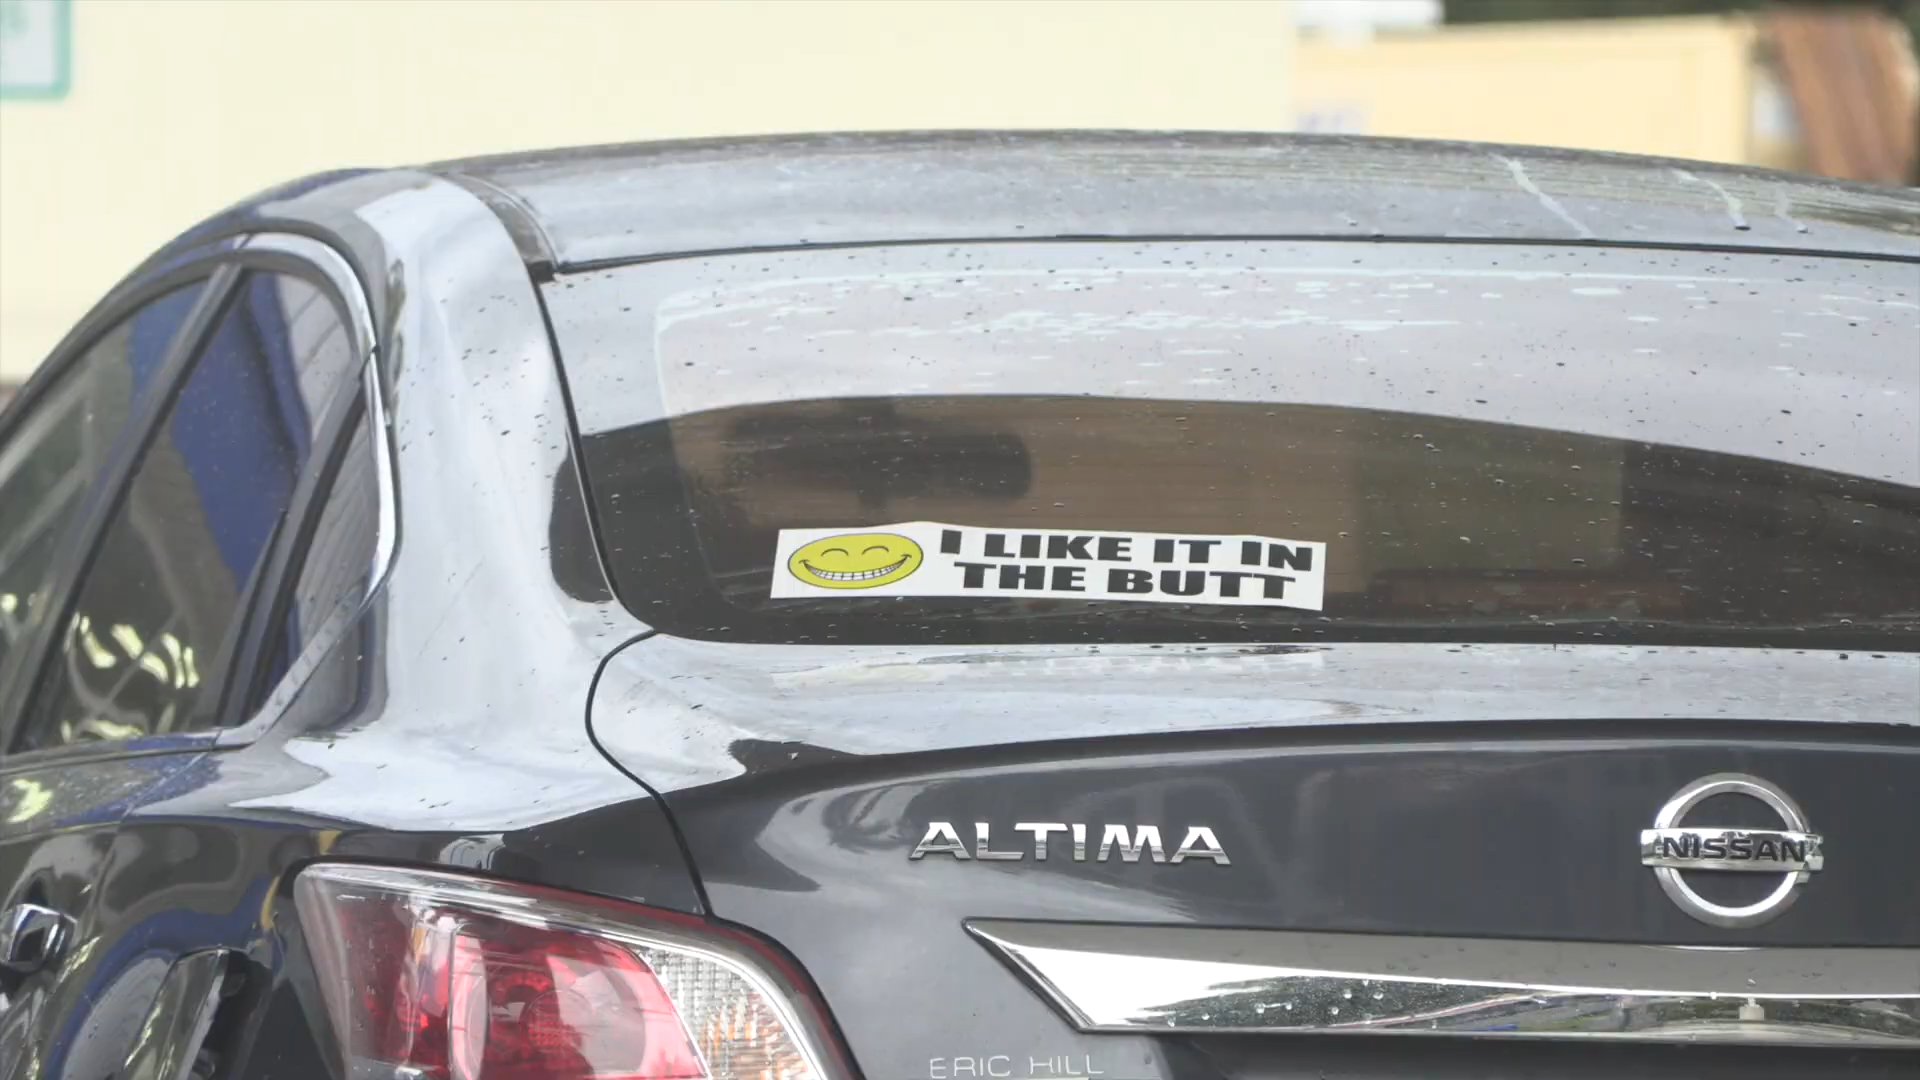 I LIKE IT IN
THE BUTT
ALTIMA
NISSAN
ERIC HILL